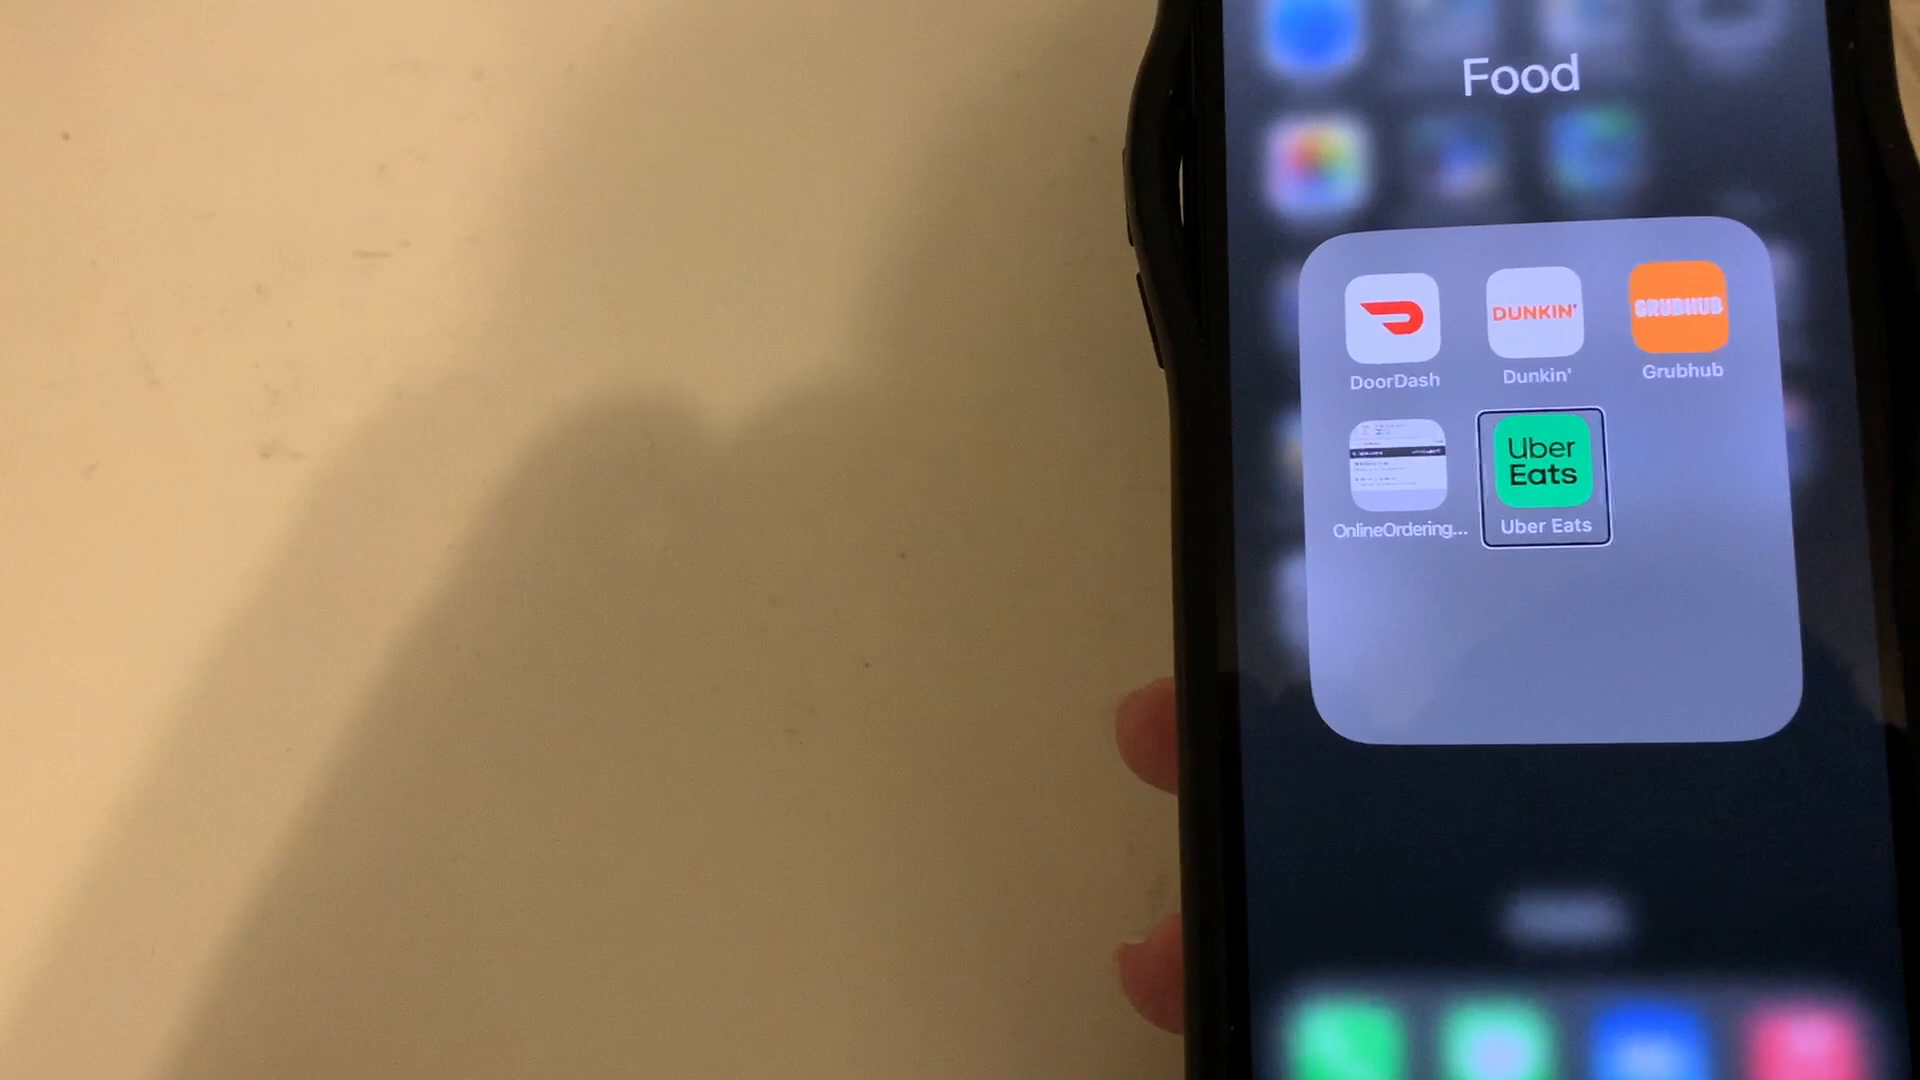 Food
DUNKIN'
GRUBHUB
DoorDash
Dunkin'
Grubhub
Uber
Eats
OnlineOrdering...
Uber Eats